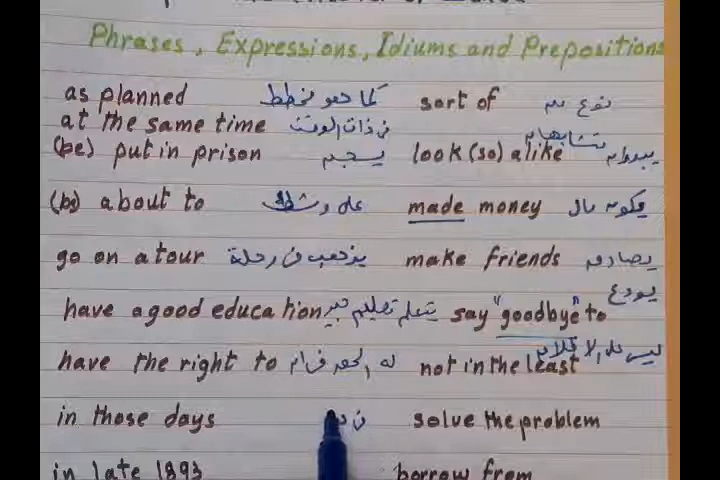 Phrases, Expressions, Idiums and Prepositions
as planned كما هو مخطط sort of نوع من
at the same time في ذات الوقت
(be) put in prison يسجن look (so) alike يبدوان متشابهان
(be) about to على وشك made money يكون مال
go on a tour يذهب في رحلة make friends يصادق
have a good education يتعلم تعليم say "goodbye" to يودع
have the right to له الحق في not in the least ليس على الاقل
in those days في solve the problem
in late 1893 borrow from